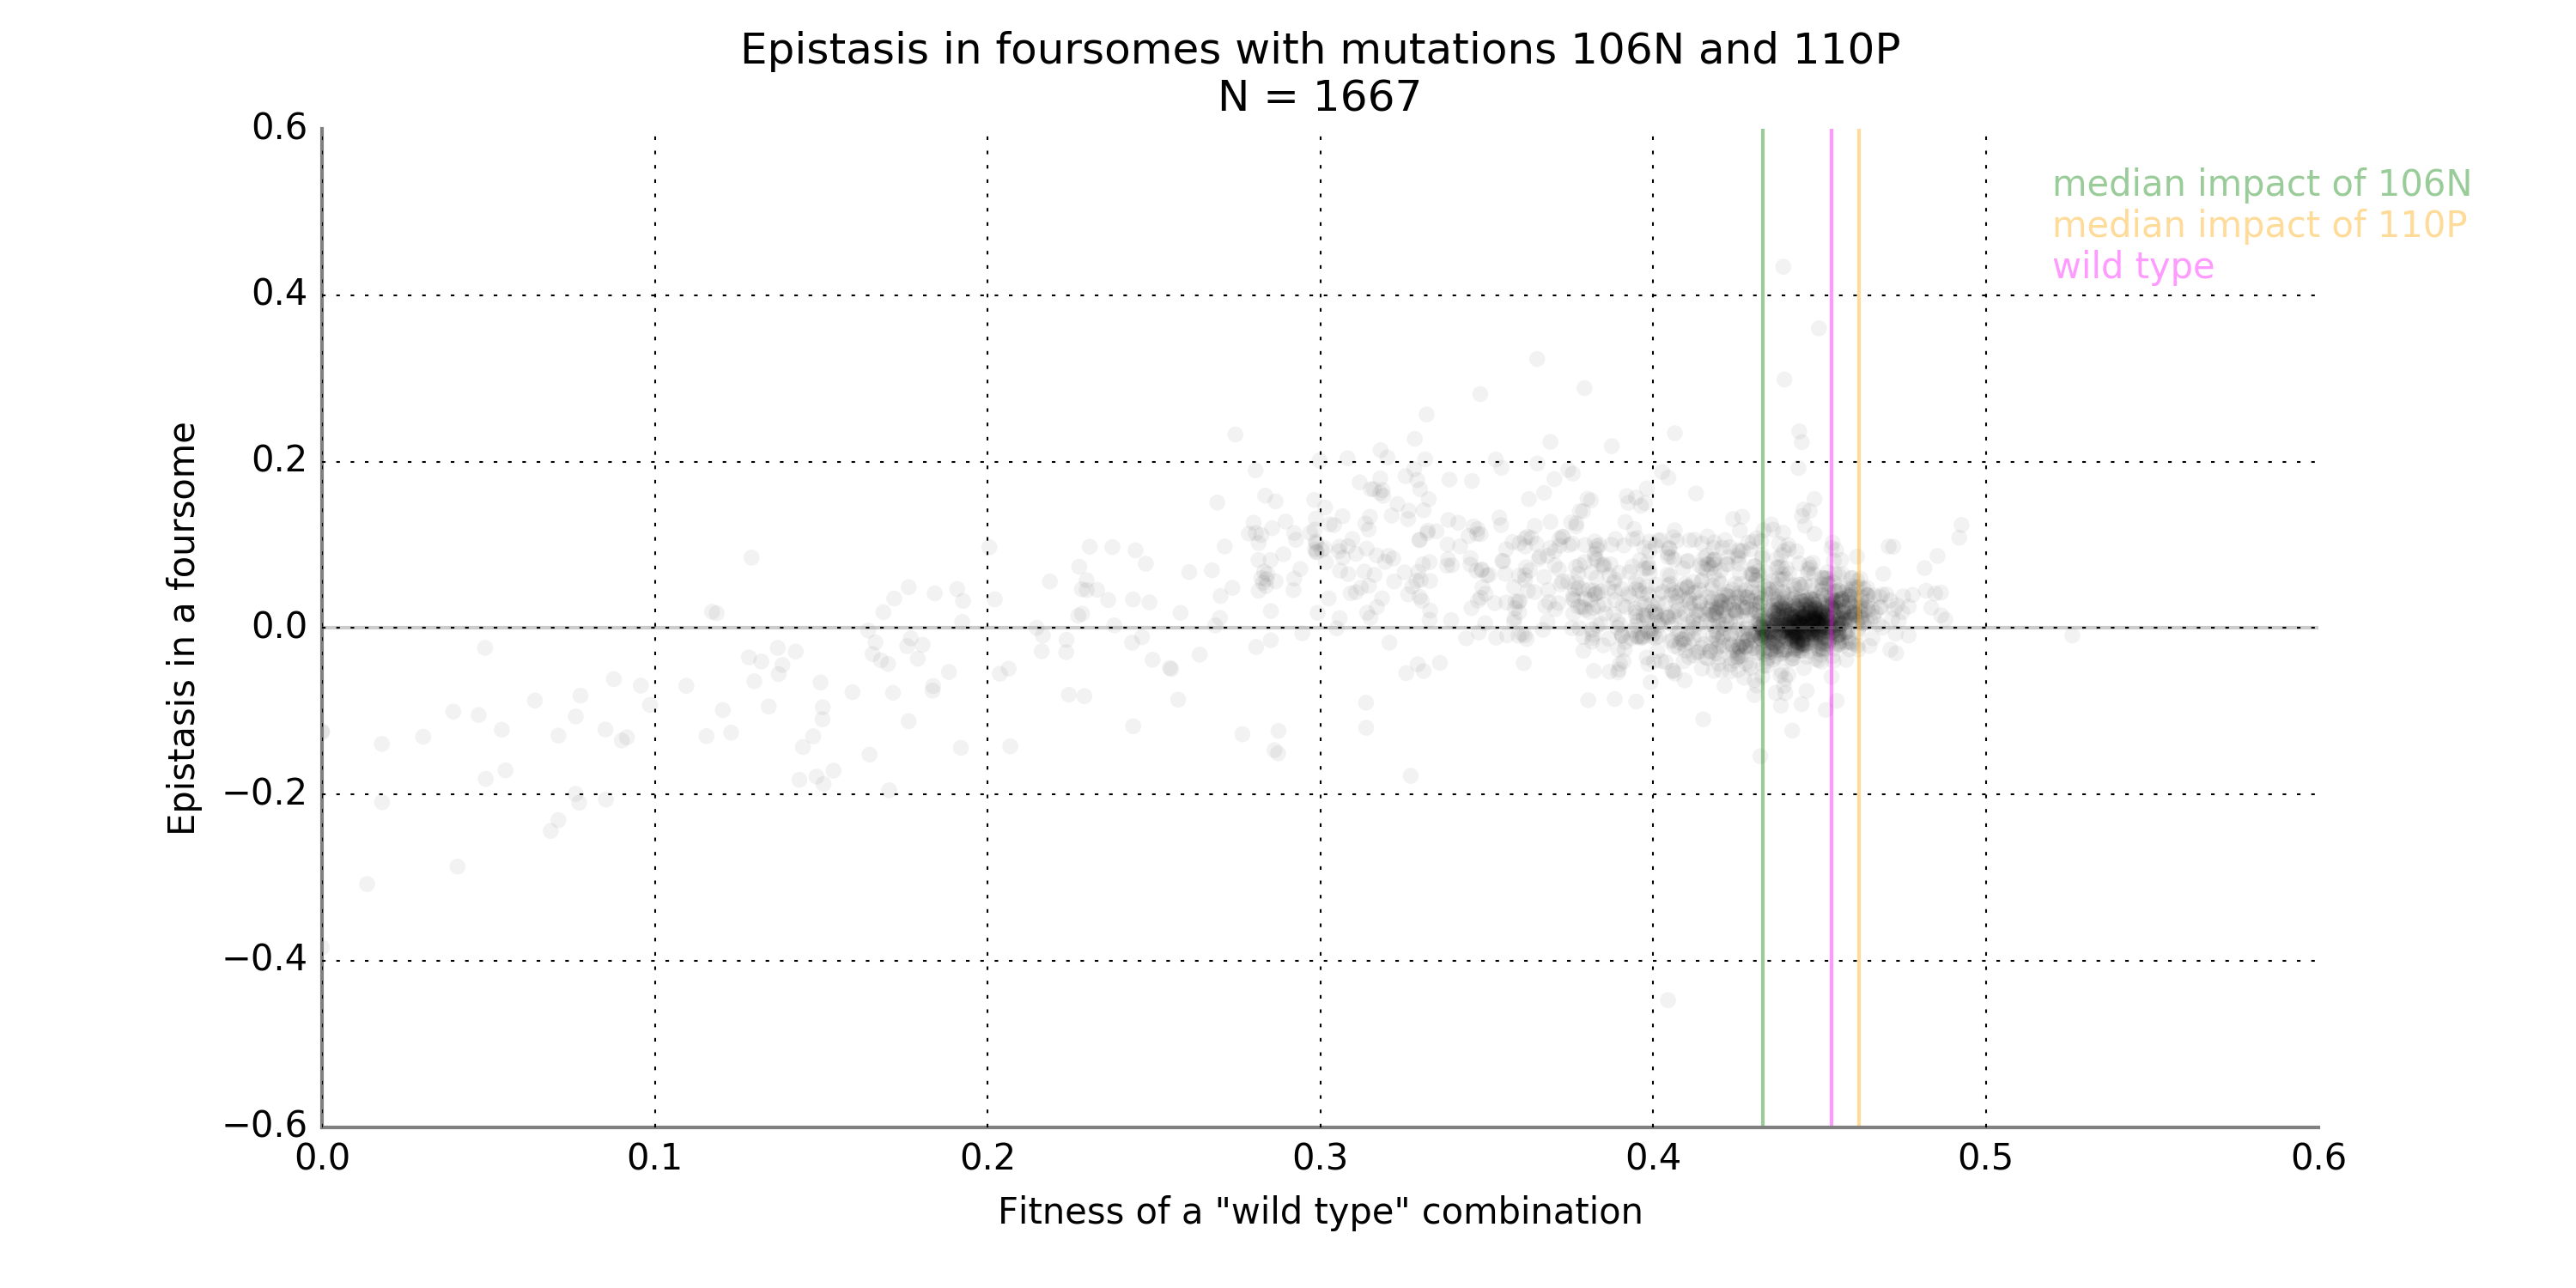 Epistasis in foursomes with mutations 106N and 110P
N = 1667
0.6
0.4
0.2
0.0
−0.2
−0.4
−0.6
Epistasis in a foursome
median impact of 106N
median impact of 110P
wild type
0.0 0.1 0.2 0.3 0.4 0.5 0.6
Fitness of a "wild type" combination